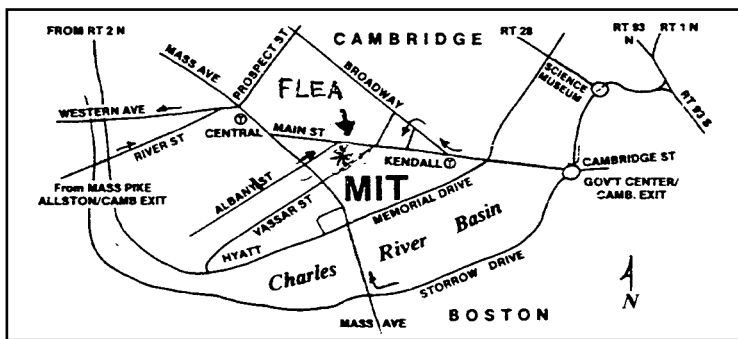 FROM RT 2 N
MASS AVE
PROSPECT ST
CAMBRIDGE
RT 28
RT 93
N
RT 1 N
SCIENCE
MUSEUM
RT 93 S
FLEA
BROADWAY
WESTERN AVE
T
CENTRAL
MAIN ST
RIVER ST
KENDALL
T
CAMBRIDGE ST
From MASS PIKE
ALLSTON/CAMB EXIT
ALBANY ST
MIT
GOV'T CENTER/
CAMB. EXIT
VASSAR ST
MEMORIAL DRIVE
HYATT
Charles River Basin
STORROW DRIVE
N
MASS AVE
BOSTON